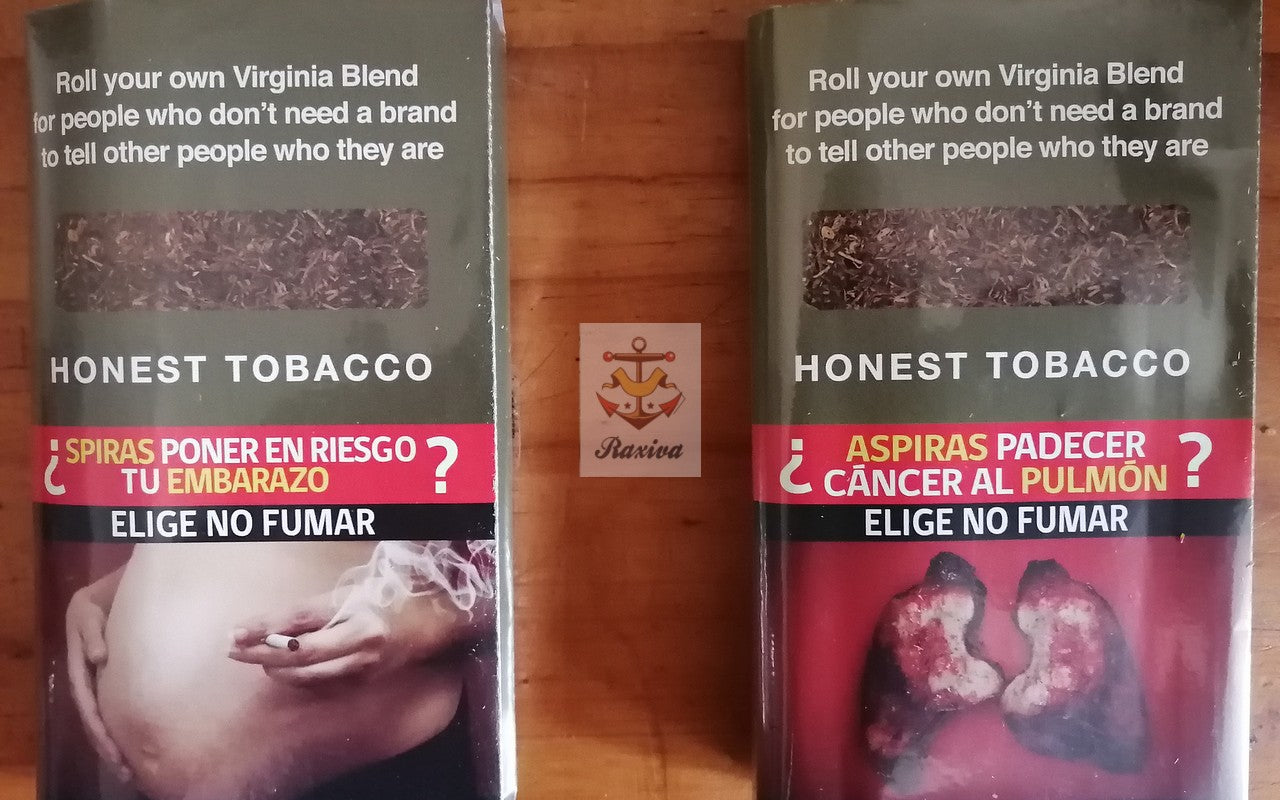 Roll your own Virginia Blend
for people who don't need a brand
to tell other people who they are
HONEST TOBACCO
¿SPIRAS PONER EN RIESGO
TU EMBARAZO ?
ELIGE NO FUMAR
Raxiva
Roll your own Virginia Blend
for people who don't need a brand
to tell other people who they are
HONEST TOBACCO
¿ASPIRAS PADECER
CÁNCER AL PULMÓN ?
ELIGE NO FUMAR